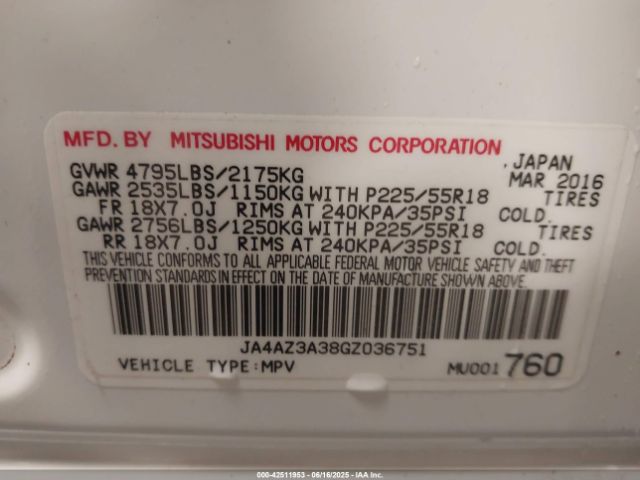 MFD. BY MITSUBISHI MOTORS CORPORATION
, JAPAN
GVWR 4795LBS/2175KG MAR 2016
GAWR 2535LBS/1150KG WITH P225/55R18 TIRES
FR 18X7.0J RIMS AT 240KPA/35PSI COLD.
GAWR 2756LBS/1250KG WITH P225/55R18 TIRES
RR 18X7.0J RIMS AT 240KPA/35PSI COLD.
THIS VEHICLE CONFORMS TO ALL APPLICABLE FEDERAL MOTOR VEHICLE SAFETY AND THEFT
PREVENTION STANDARDS IN EFFECT ON THE DATE OF MANUFACTURE SHOWN ABOVE.
JA4AZ3A38GZ036751
VEHICLE TYPE:MPV MU001 760
000-42511953 - 06/16/2025 - IAA Inc.